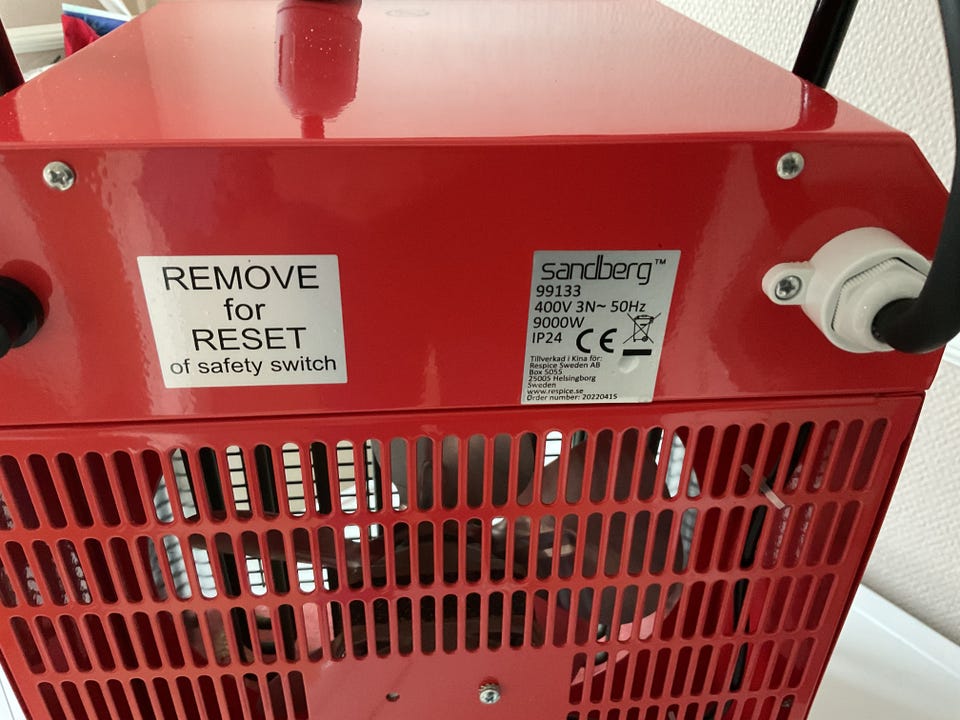 REMOVE
for
RESET
of safety switch
sandberg™
99133
400V 3N~ 50Hz
9000W
IP24 CE
Tillverkad i Kina för:
Respice Sweden AB
Box 5055
25005 Helsingborg
Sweden
www.respice.se
Order number: 20220415